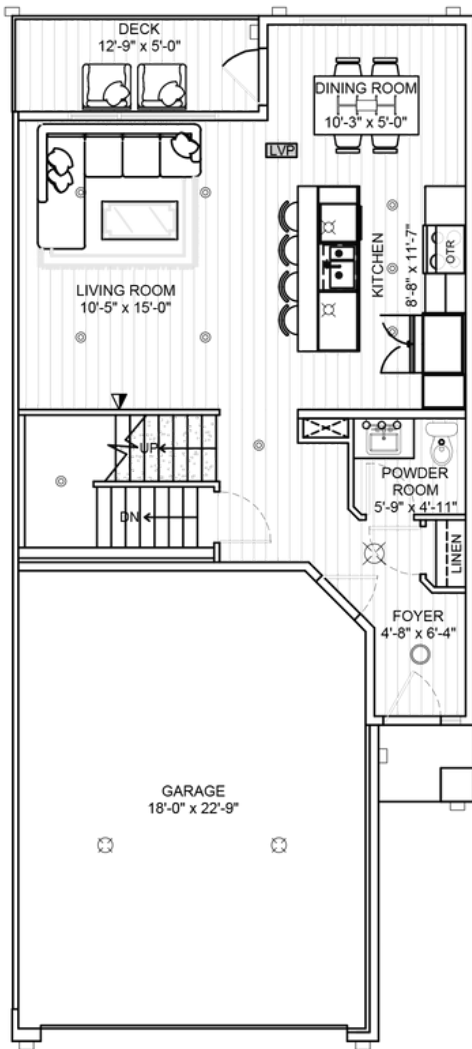 DECK
12'-9" x 5'-0"
DINING ROOM
10'-3" x 5'-0"
LVP
KITCHEN
8'-8" x 11'-7"
OTR
LIVING ROOM
10'-5" x 15'-0"
UP
DN
POWDER
ROOM
5'-9" x 4'-11"
LINEN
FOYER
4'-8" x 6'-4"
GARAGE
18'-0" x 22'-9"